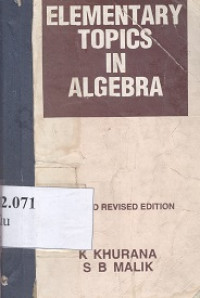 ELEMENTARY
TOPICS
IN
ALGEBRA
2.071
REVISED EDITION
K KHURANA
S B MALIK